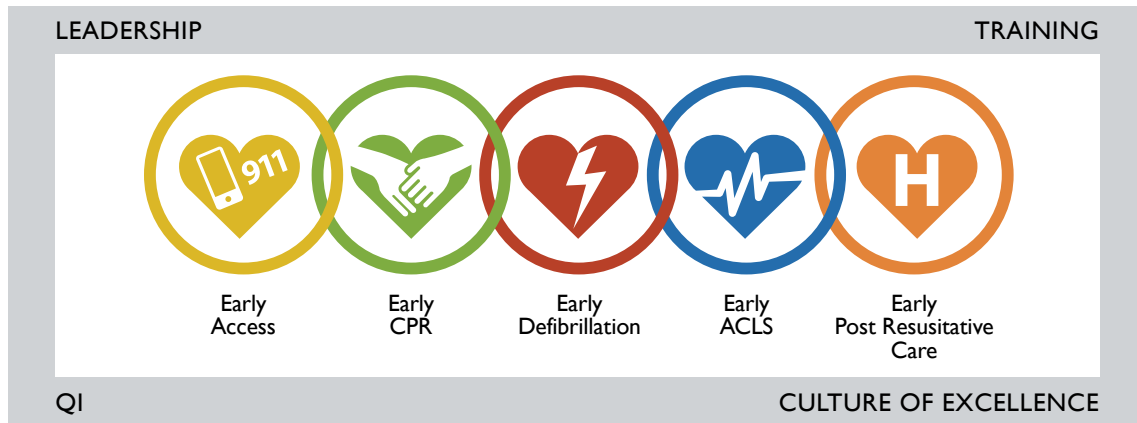 LEADERSHIP
TRAINING
911
H
Early
Access
Early
CPR
Early
Defibrillation
Early
ACLS
Early
Post Resusitative
Care
QI
CULTURE OF EXCELLENCE